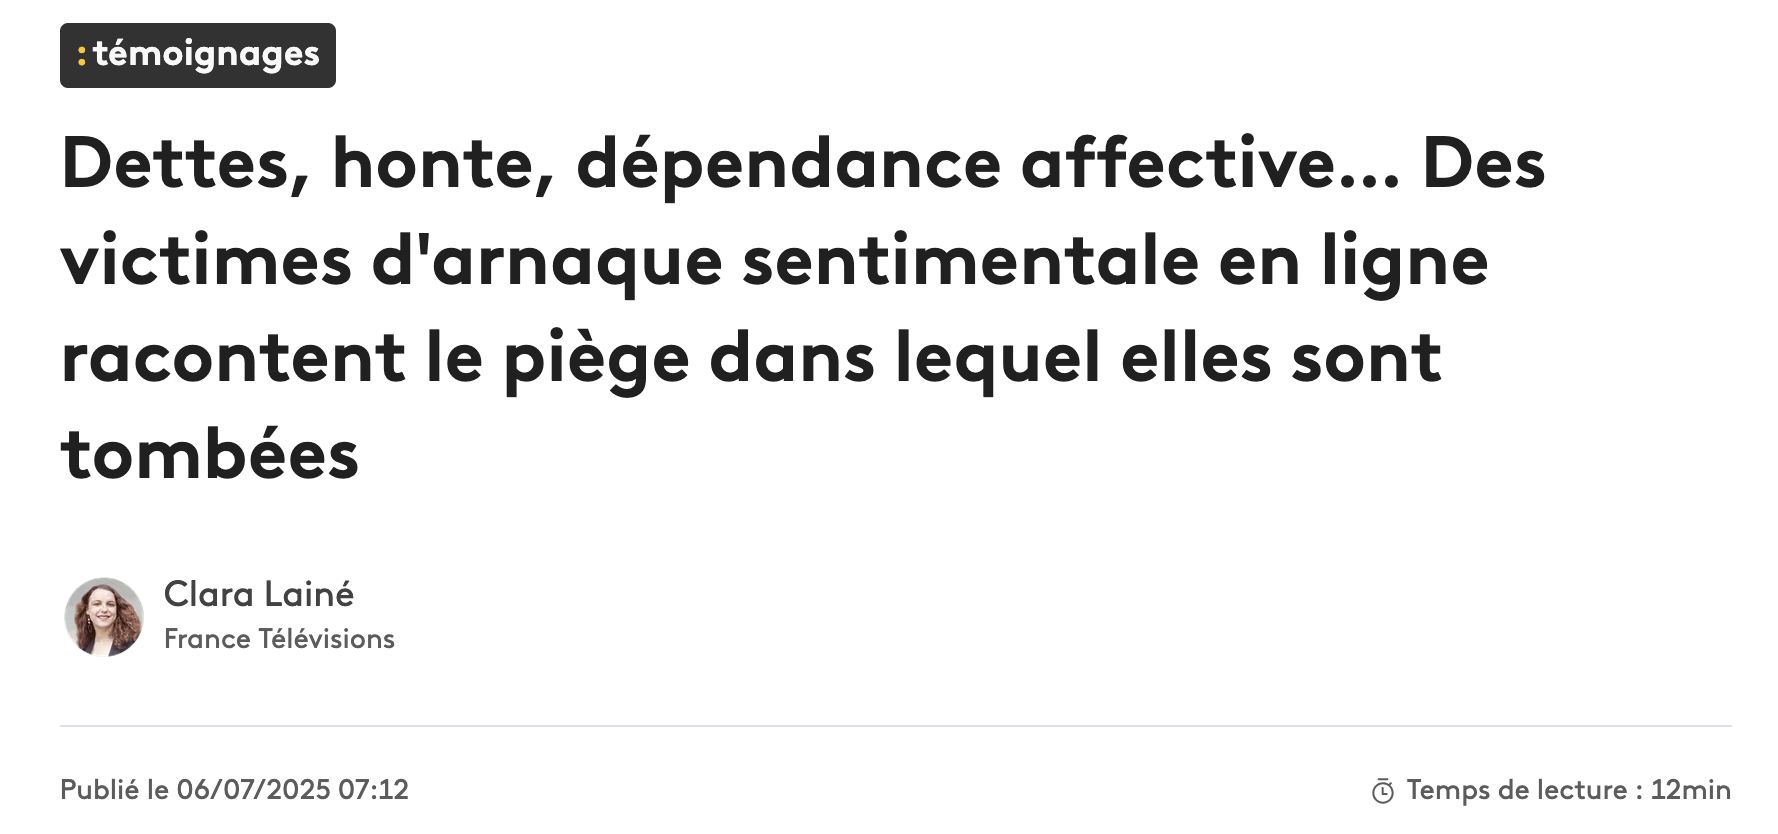 :témoignages
Dettes, honte, dépendance affective... Des
victimes d'arnaque sentimentale en ligne
racontent le piège dans lequel elles sont
tombées
Clara Lainé
France Télévisions
Publié le 06/07/2025 07:12
Temps de lecture : 12min